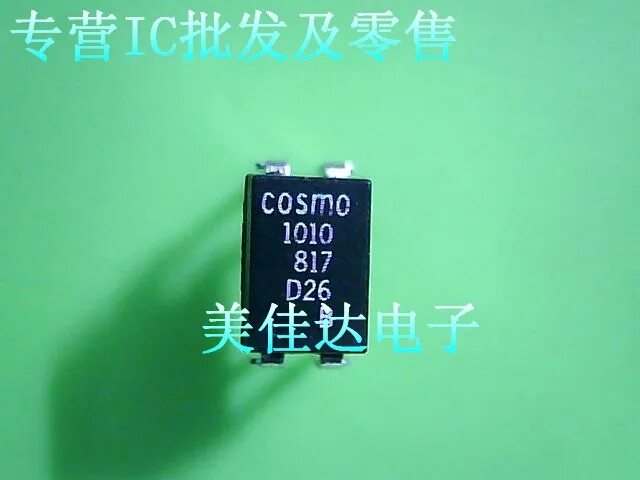 专营IC批发及零售
cosmo
1010
817
D26
美佳达电子